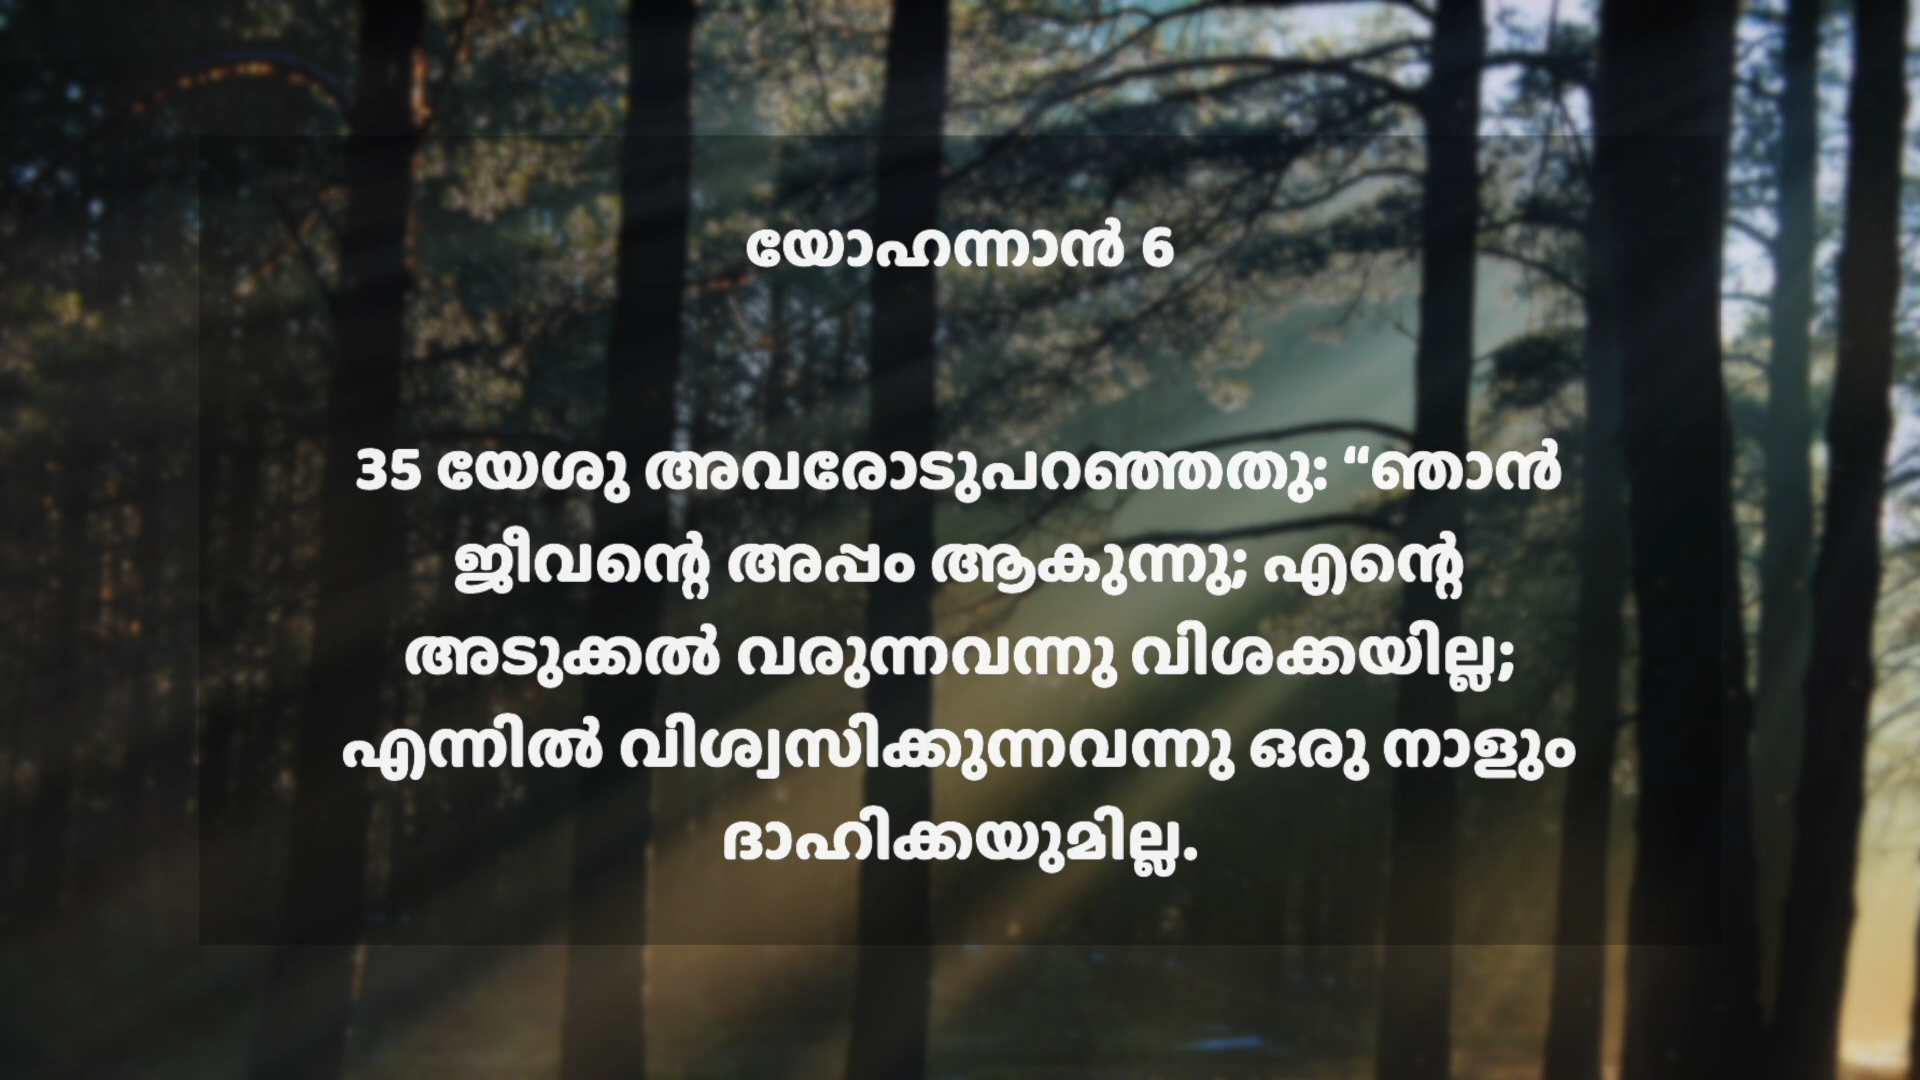 യോഹന്നാൻ 6
35 യേശു അവരോടുപറഞ്ഞതു: “ഞാൻ
ജീവന്റെ അപ്പം ആകുന്നു; എന്റെ
അടുക്കൽ വരുന്നവന്നു വിശക്കയില്ല;
എന്നിൽ വിശ്വസിക്കുന്നവന്നു ഒരു നാളും
ദാഹിക്കയുമില്ല.